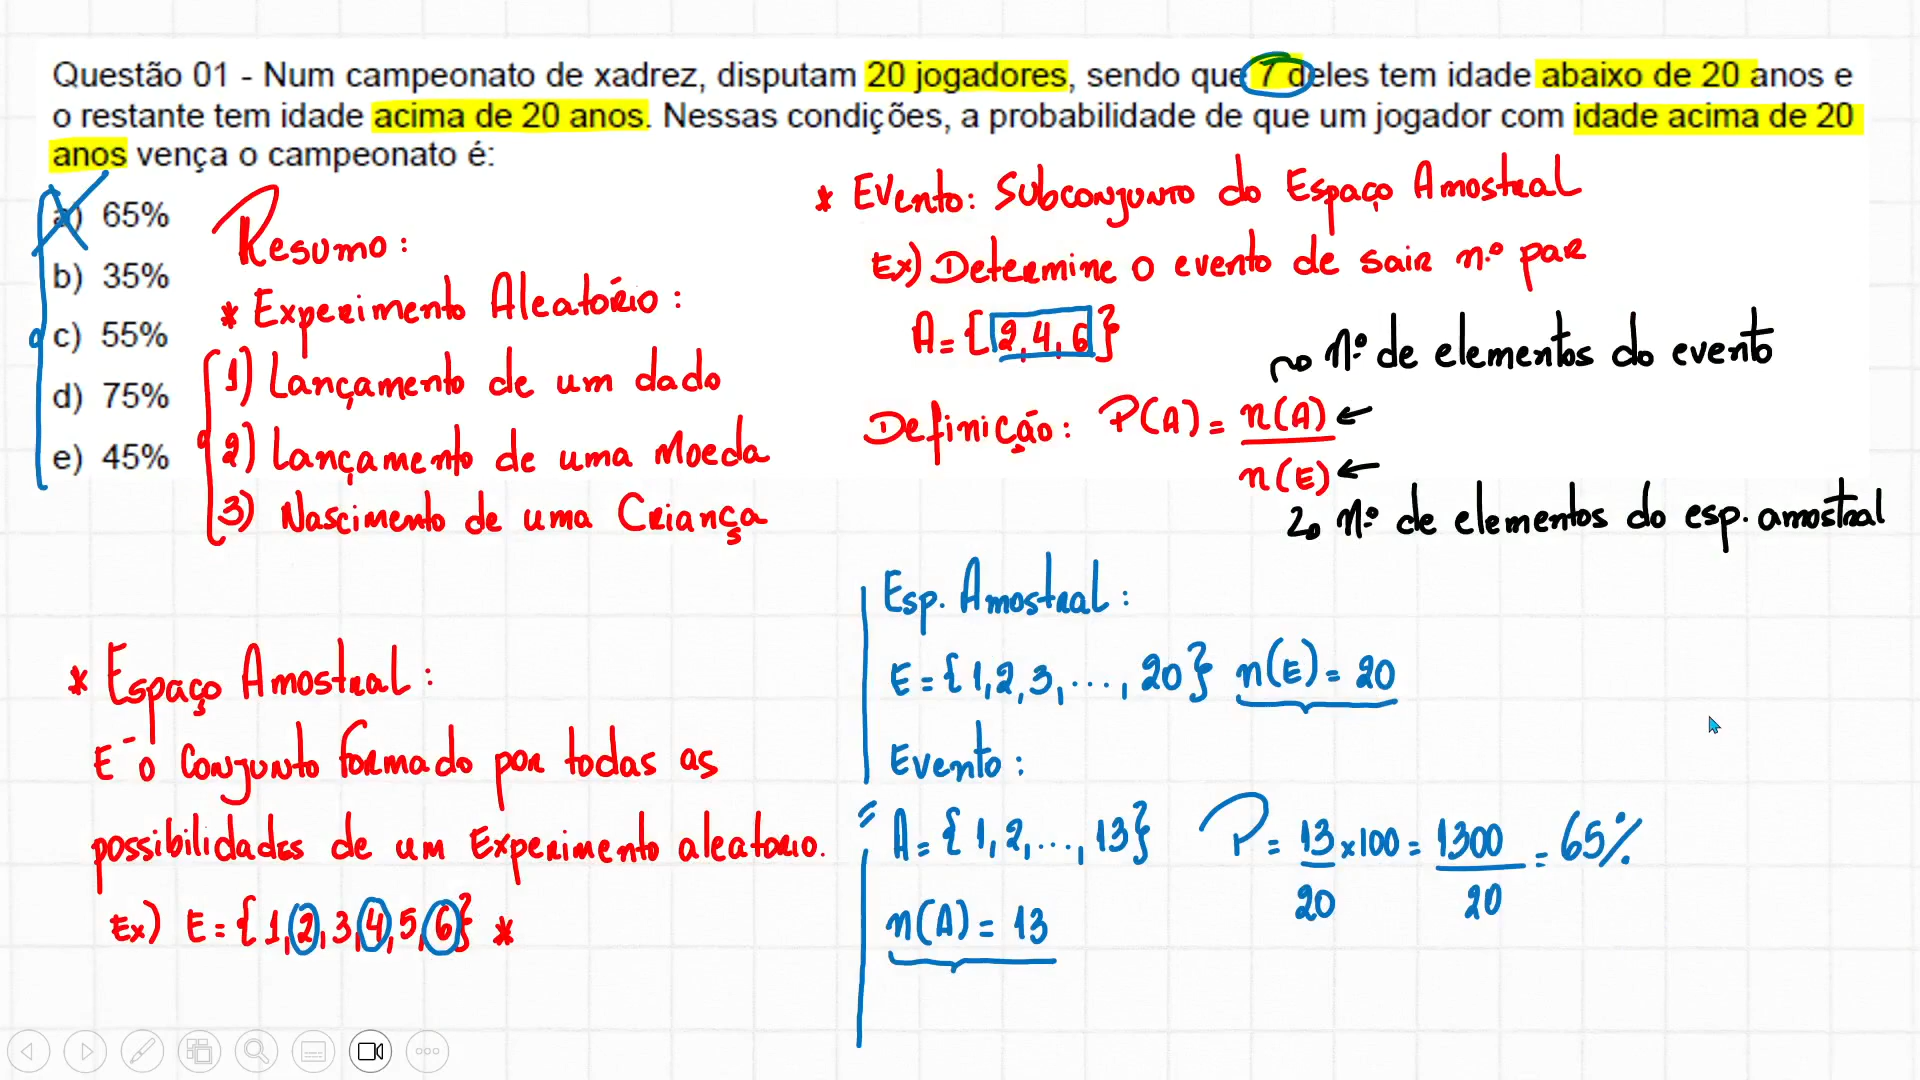 Questão 01 - Num campeonato de xadrez, disputam 20 jogadores, sendo que 7 deles tem idade abaixo de 20 anos e
o restante tem idade acima de 20 anos. Nessas condições, a probabilidade de que um jogador com idade acima de 20
anos vença o campeonato é:
a) 65%
b) 35%
c) 55%
d) 75%
e) 45%
Resumo:
* Experimento Aleatório:
1) Lançamento de um dado
2) Lançamento de uma Moeda
3) Nascimento de uma Criança
* Espaço Amostral:
É o Conjunto formado por todas as
possibilidades de um Experimento aleatorio.
Ex) E = {1,2,3,4,5,6} *
* Evento: Subconjunto do Espaço Amostral
Ex) Determine o evento de sair n.º par
A = {2,4,6}
Nº de elementos do evento
Definição: P(A) = n(A)
n(E)
Nº de elementos do esp. amostral
Esp. Amostral:
E = {1,2,3,...,20} n(E) = 20
Evento:
A = {1,2,...,13} P = 13 x100 = 1300 = 65%
20 20
n(A) = 13